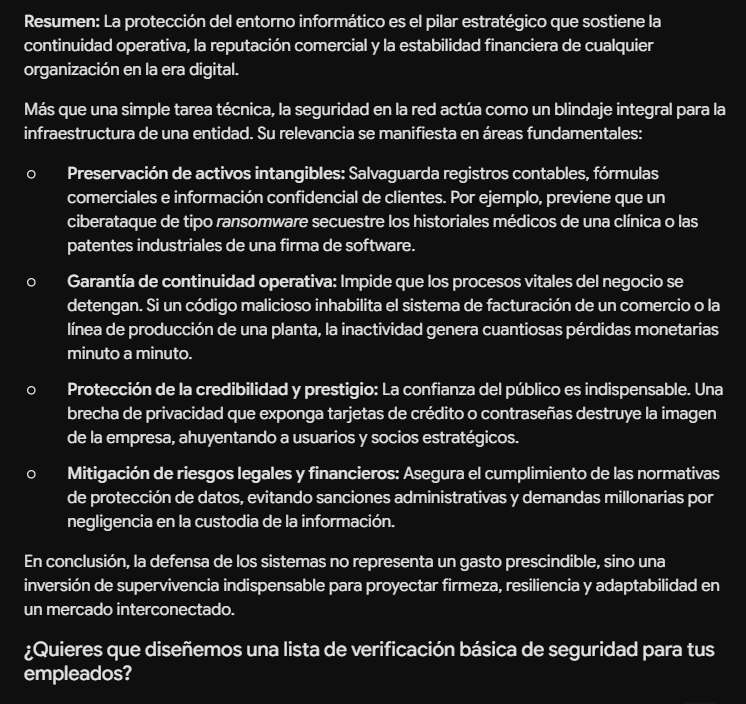 Resumen: La protección del entorno informático es el pilar estratégico que sostiene la
continuidad operativa, la reputación comercial y la estabilidad financiera de cualquier
organización en la era digital.
Más que una simple tarea técnica, la seguridad en la red actúa como un blindaje integral para la
infraestructura de una entidad. Su relevancia se manifiesta en áreas fundamentales:
Preservación de activos intangibles: Salvaguarda registros contables, fórmulas
comerciales e información confidencial de clientes. Por ejemplo, previene que un
ciberataque de tipo ransomware secuestre los historiales médicos de una clínica o las
patentes industriales de una firma de software.
Garantía de continuidad operativa: Impide que los procesos vitales del negocio se
detengan. Si un código malicioso inhabilita el sistema de facturación de un comercio o la
línea de producción de una planta, la inactividad genera cuantiosas pérdidas monetarias
minuto a minuto.
Protección de la credibilidad y prestigio: La confianza del público es indispensable. Una
brecha de privacidad que exponga tarjetas de crédito o contraseñas destruye la imagen
de la empresa, ahuyentando a usuarios y socios estratégicos.
Mitigación de riesgos legales y financieros: Asegura el cumplimiento de las normativas
de protección de datos, evitando sanciones administrativas y demandas millonarias por
negligencia en la custodia de la información.
En conclusión, la defensa de los sistemas no representa un gasto prescindible, sino una
inversión de supervivencia indispensable para proyectar firmeza, resiliencia y adaptabilidad en
un mercado interconectado.
¿Quieres que diseñemos una lista de verificación básica de seguridad para tus
empleados?